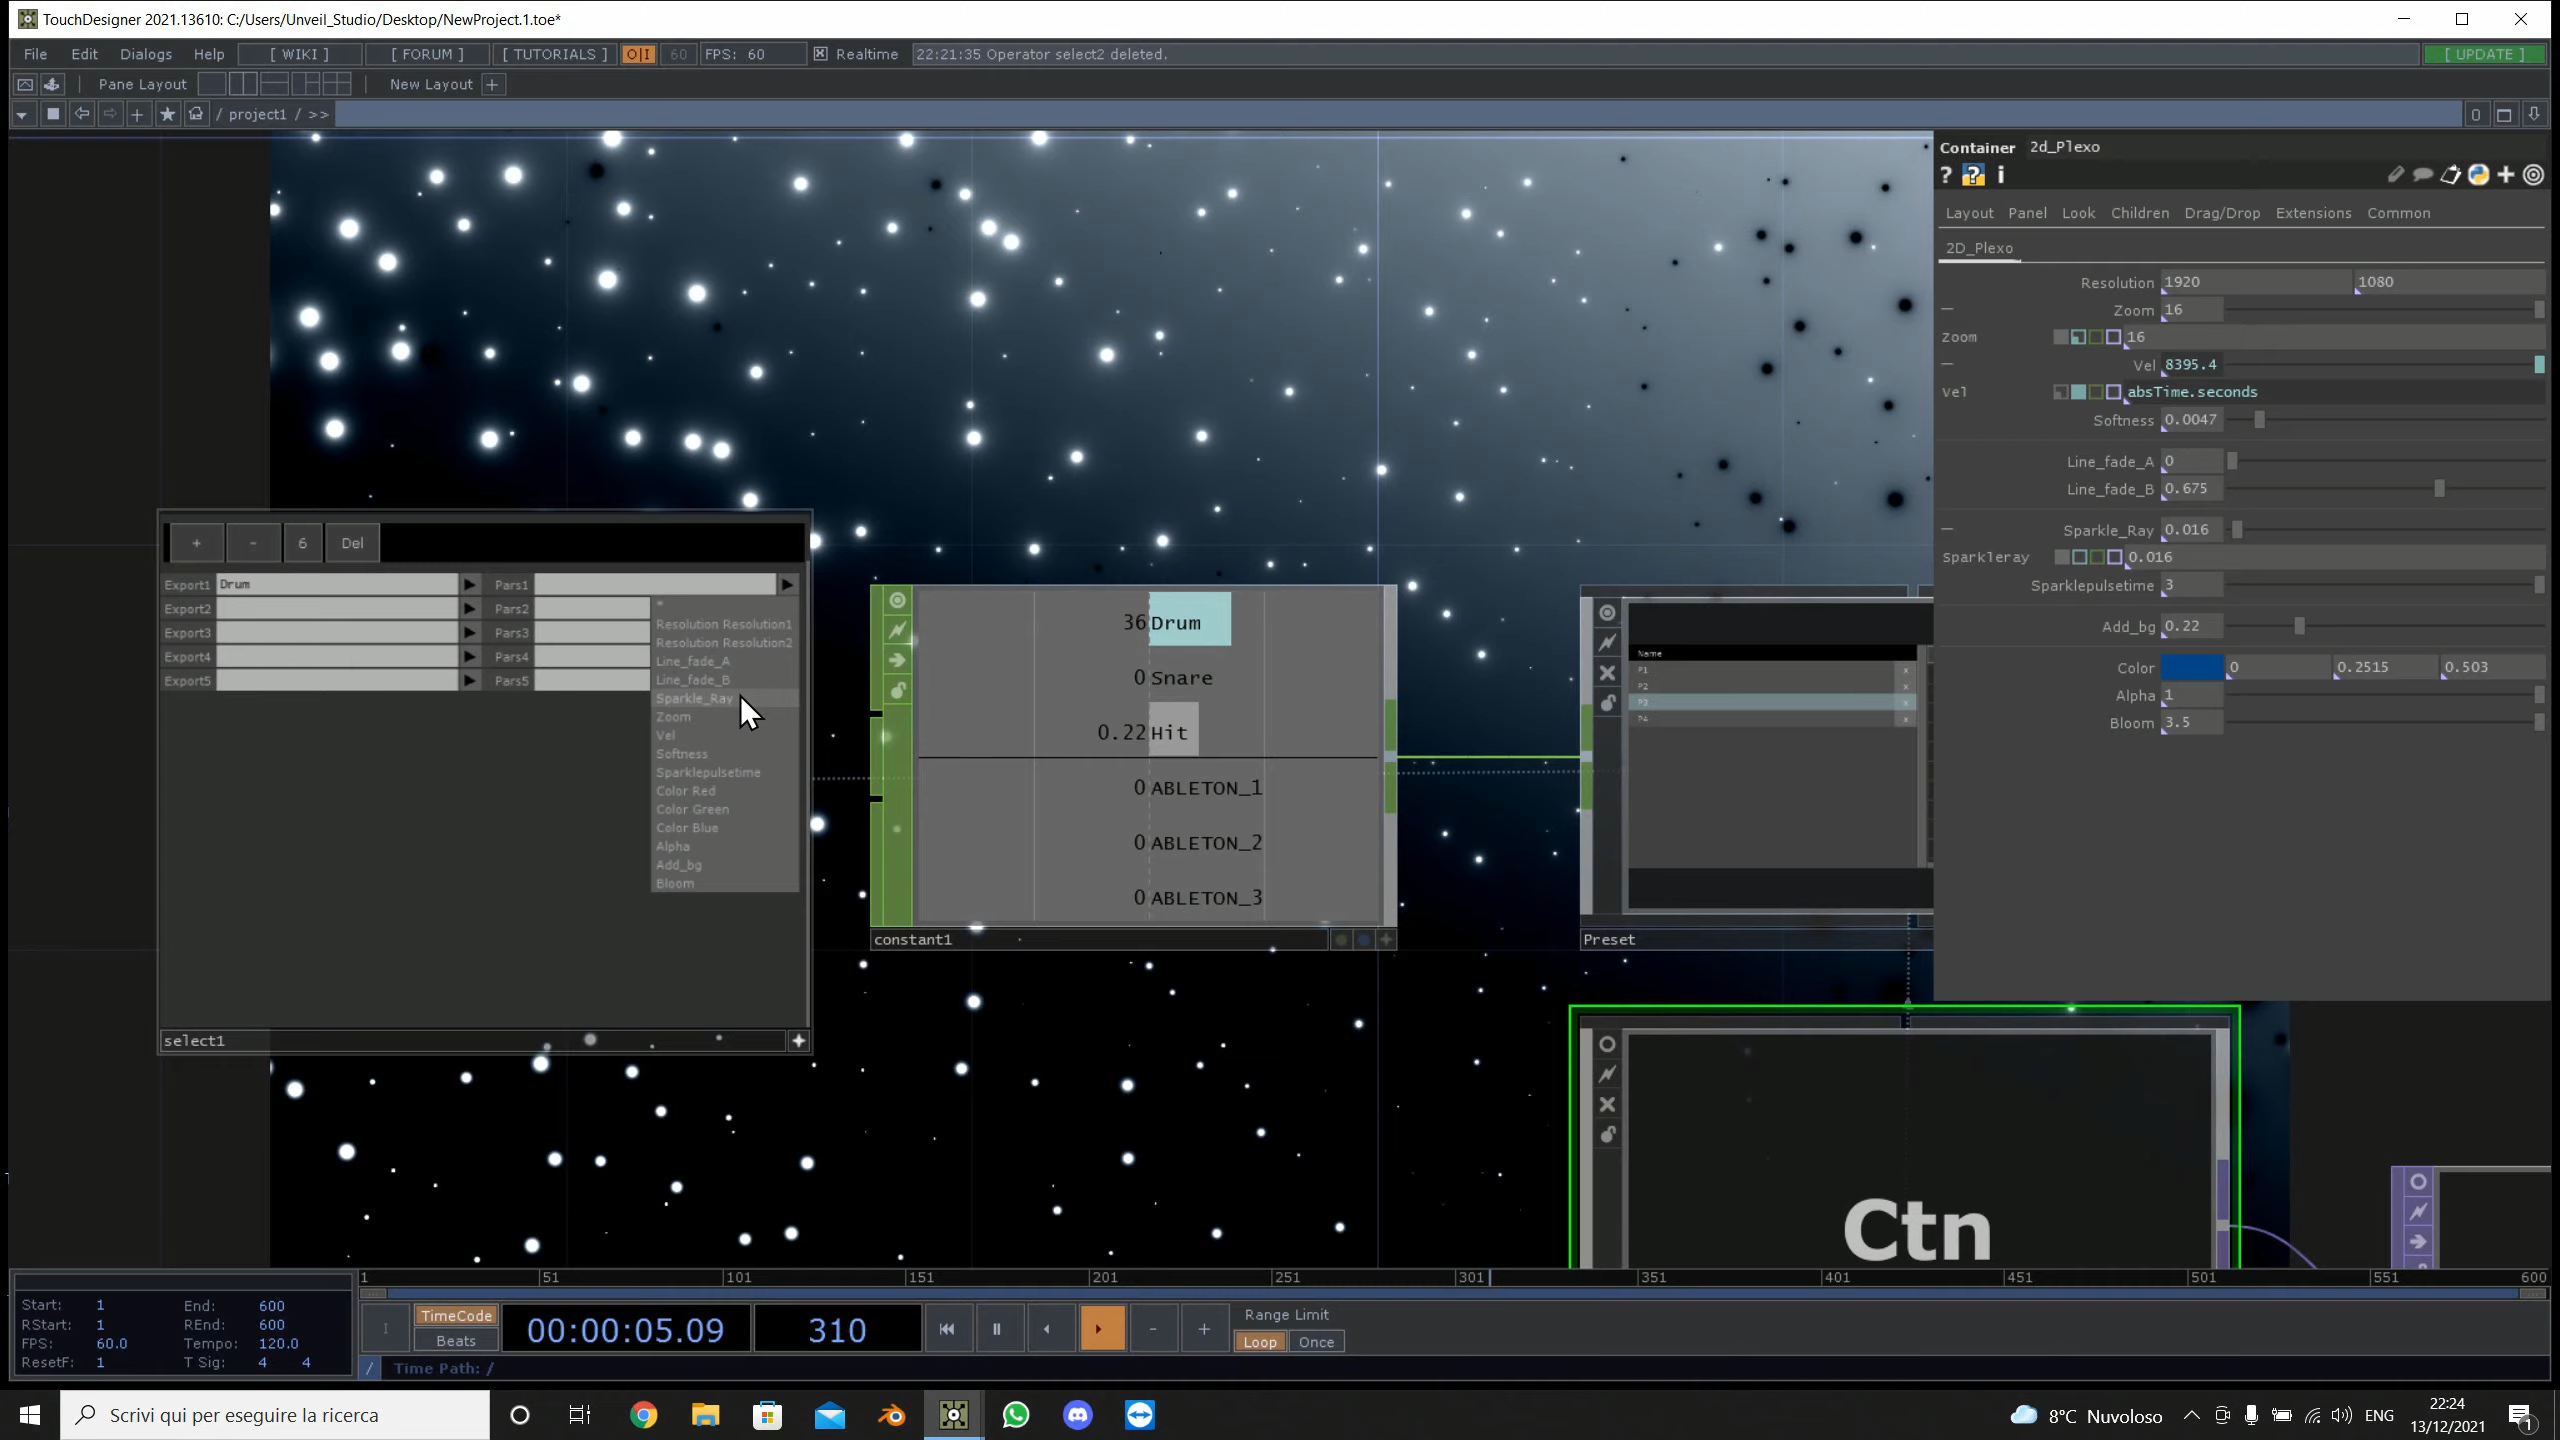 TouchDesigner 2021.13610: C:/Users/Unveil_Studio/Desktop/NewProject.1.toe*
File Edit Dialogs Help [ WIKI ] [ FORUM ] [ TUTORIALS ] O|I 60 FPS: 60 Realtime 22:21:35 Operator select2 deleted. [ UPDATE ]
Pane Layout New Layout +
/ project1 / >> 0
Container 2d_Plexo
? ? i
Layout Panel Look Children Drag/Drop Extensions Common
2D_Plexo
Resolution 1920 1080
Zoom 16
Zoom 16
Vel 8395.4
Vel absTime.seconds
Softness 0.0047
Line_fade_A 0
Line_fade_B 0.675
Sparkle_Ray 0.016
Sparkleray 0.016
Sparklepulsetime 3
Add_bg 0.22
Color 0 0.2515 0.503
Alpha 1
Bloom 3.5
+ - 6 Del
Export1 Drum Pars1
Export2 Pars2
Export3 Pars3
Export4 Pars4
Export5 Pars5
*
Resolution Resolution1
Resolution Resolution2
Line_fade_A
Line_fade_B
Sparkle_Ray
Zoom
Vel
Softness
Sparklepulsetime
Color Red
Color Green
Color Blue
Alpha
Add_bg
Bloom
select1
36 Drum
0 Snare
0.22 Hit
0 ABLETON_1
0 ABLETON_2
0 ABLETON_3
constant1
Name
P1 x
P2 x
P3 x
P4 x
Preset
Ctn
1 51 101 151 201 251 301 351 401 451 501 551 600
Start: 1 End: 600
RStart: 1 REnd: 600
FPS: 60.0 Tempo: 120.0
ResetF: 1 T Sig: 4 4
I TimeCode Beats 00:00:05.09 310 - +
Range Limit
Loop Once
/ Time Path: /
Scrivi qui per eseguire la ricerca
8°C Nuvoloso ENG
22:24
13/12/2021
1